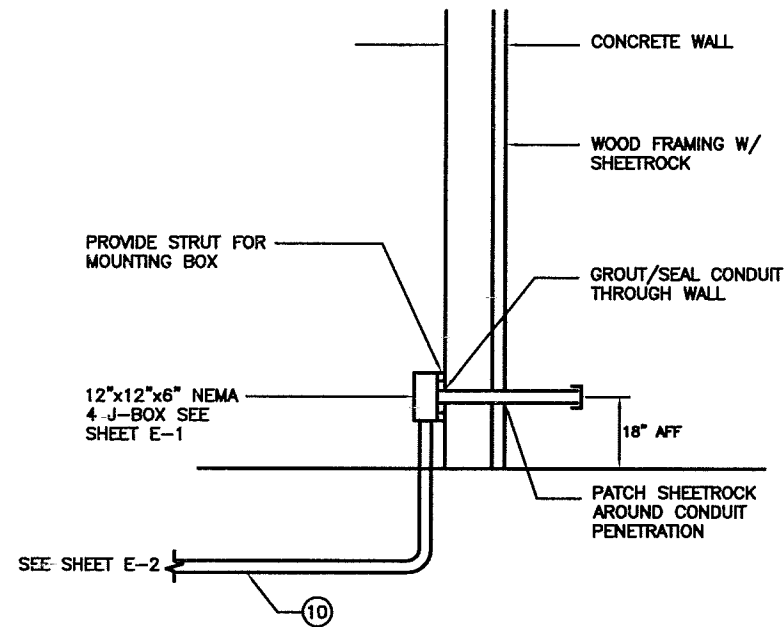 CONCRETE WALL
WOOD FRAMING W/
SHEETROCK
PROVIDE STRUT FOR
MOUNTING BOX
GROUT/SEAL CONDUIT
THROUGH WALL
12"x12"x6" NEMA
4 J-BOX SEE
SHEET E-1
18" AFF
PATCH SHEETROCK
AROUND CONDUIT
PENETRATION
SEE SHEET E-2
10